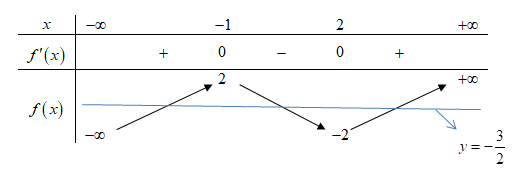 x −∞ −1 2 +∞
f'(x) + 0 − 0 +
2 +∞
f(x)
−∞ −2
y = −3/2